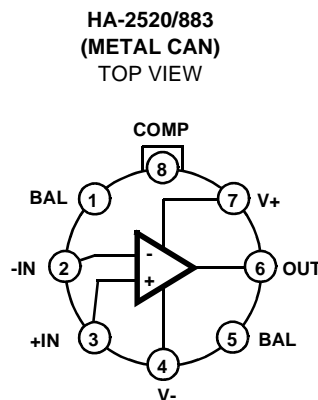 HA-2520/883
(METAL CAN)
TOP VIEW
COMP
8
BAL 1 7 V+
-IN 2 - 6 OUT
+
+IN 3 5 BAL
4
V-